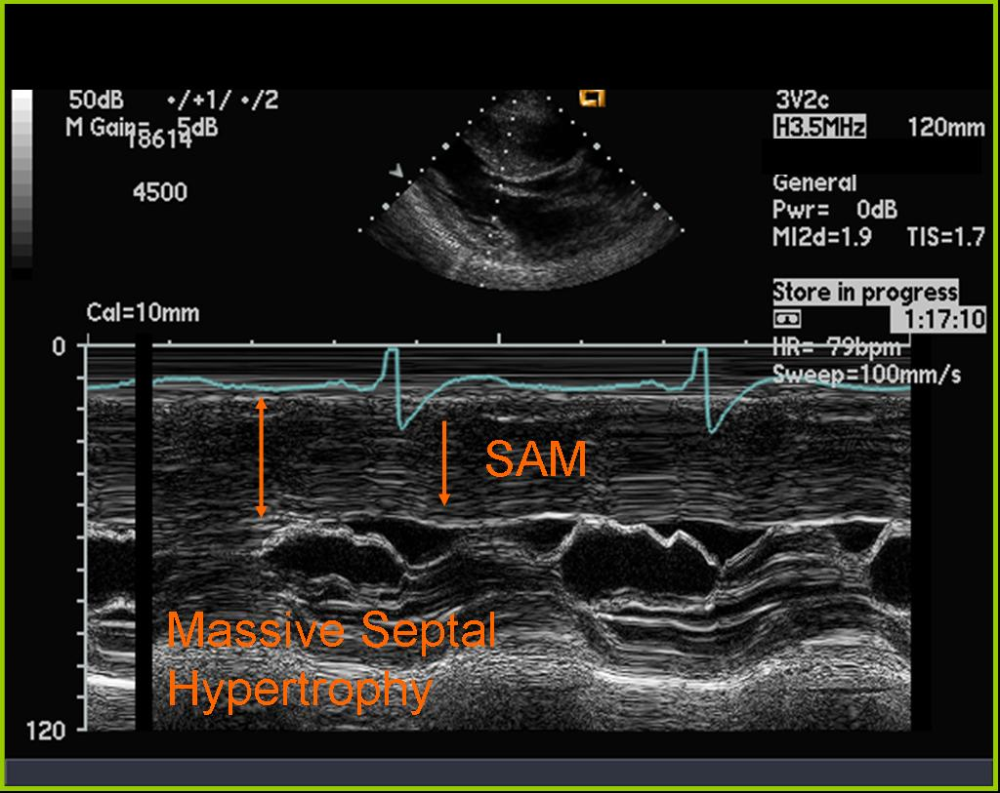 50dB •/+1/ •/2
M Gain= 5dB
18614
4500
3V2c
H3.5MHz 120mm
General
Pwr= 0dB
MI2d=1.9 TIS=1.7
Store in progress
1:17:10
HR= 79bpm
Sweep=100mm/s
Cal=10mm
0
SAM
Massive Septal
Hypertrophy
120